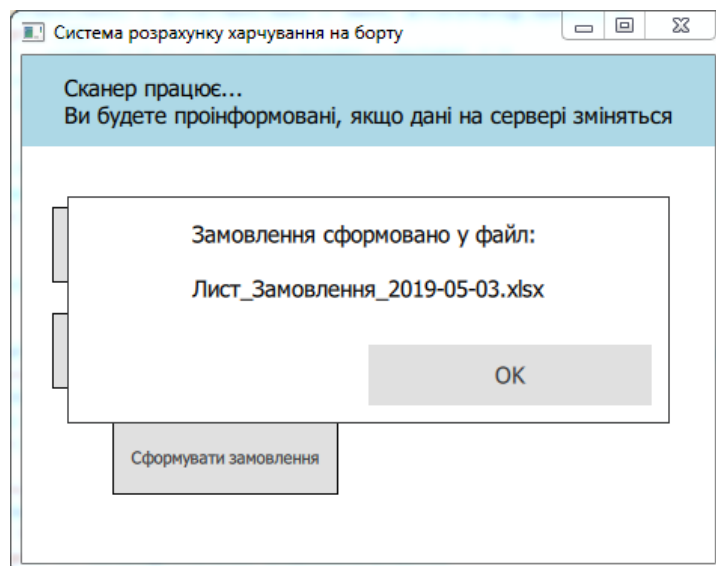 Система розрахунку харчування на борту
Сканер працює...
Ви будете проінформовані, якщо дані на сервері зміняться
Замовлення сформовано у файл:
Лист_Замовлення_2019-05-03.xlsx
OK
Сформувати замовлення